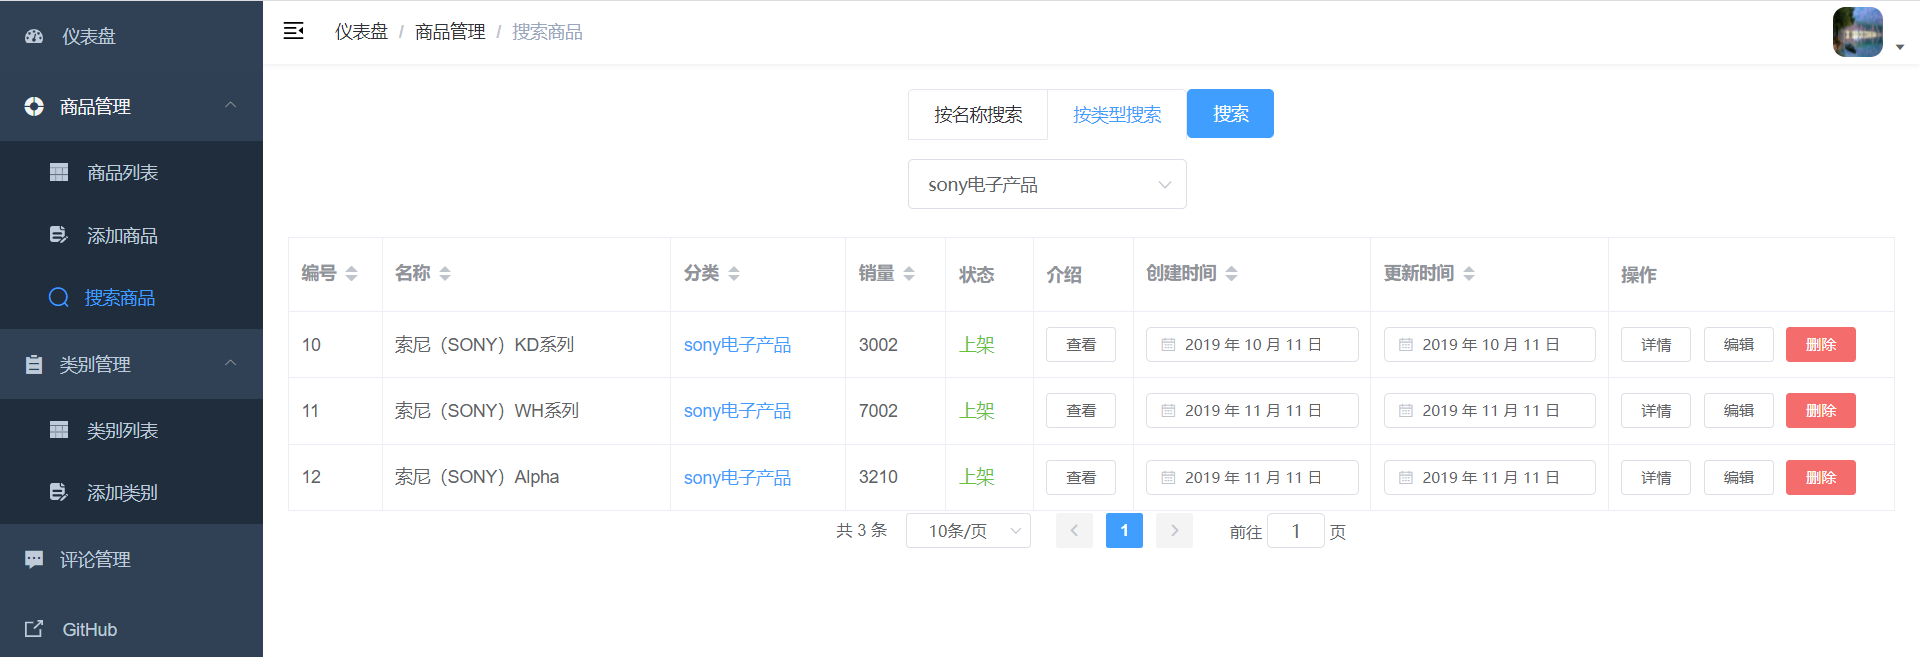 仪表盘
商品管理
商品列表
添加商品
搜索商品
类别管理
类别列表
添加类别
评论管理
GitHub
仪表盘 / 商品管理 / 搜索商品
按名称搜索 按类型搜索 搜索
sony电子产品
编号 名称 分类 销量 状态 介绍 创建时间 更新时间 操作
10 索尼（SONY）KD系列 sony电子产品 3002 上架 查看 2019 年 10 月 11 日 2019 年 10 月 11 日 详情 编辑 删除
11 索尼（SONY）WH系列 sony电子产品 7002 上架 查看 2019 年 11 月 11 日 2019 年 11 月 11 日 详情 编辑 删除
12 索尼（SONY）Alpha sony电子产品 3210 上架 查看 2019 年 11 月 11 日 2019 年 11 月 11 日 详情 编辑 删除
共 3 条 10条/页 1 前往 1 页